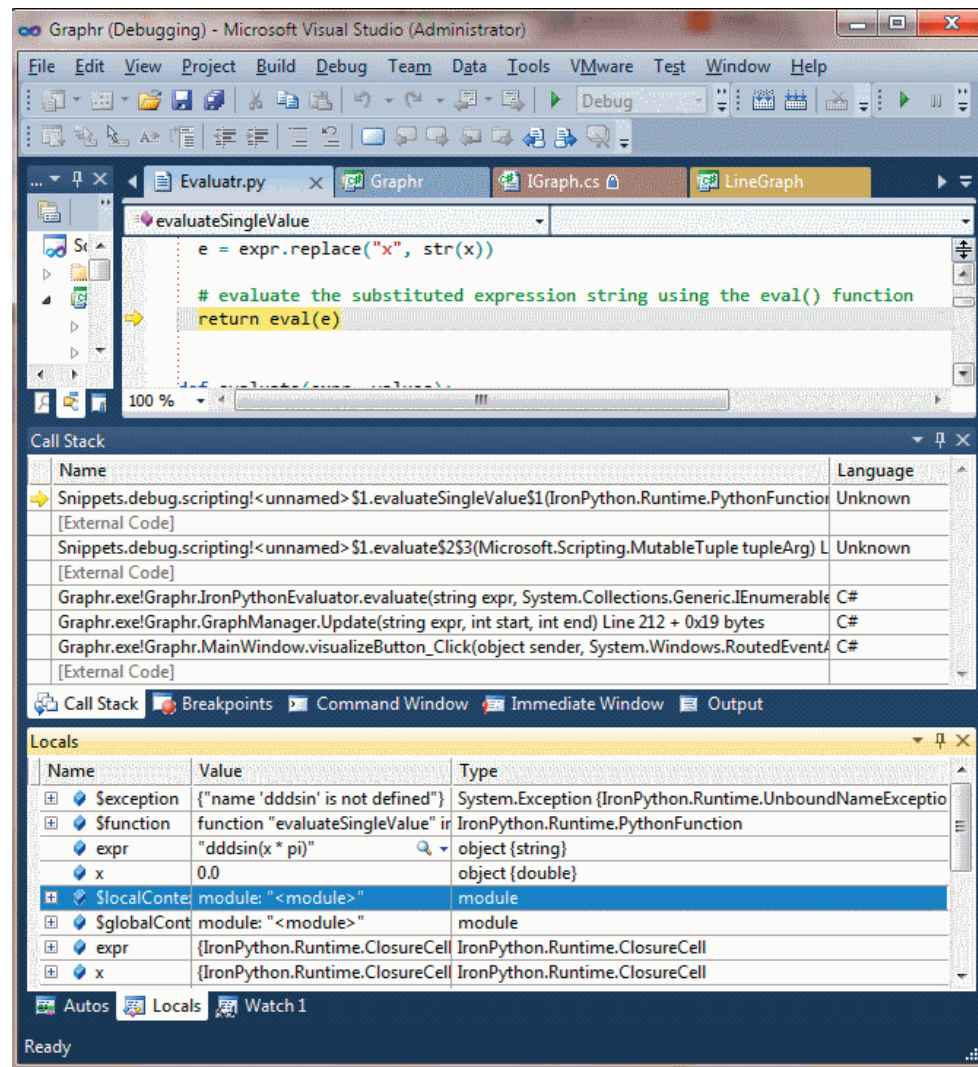 Graphr (Debugging) - Microsoft Visual Studio (Administrator)
File Edit View Project Build Debug Team Data Tools VMware Test Window Help
Debug
... Evaluatr.py Graphr IGraph.cs LineGraph
evaluateSingleValue
e = expr.replace("x", str(x))
# evaluate the substituted expression string using the eval() function
return eval(e)
100 %
Call Stack
Name Language
Snippets.debug.scripting!<unnamed>$1.evaluateSingleValue$1(IronPython.Runtime.PythonFunction Unknown
[External Code]
Snippets.debug.scripting!<unnamed>$1.evaluate$2$3(Microsoft.Scripting.MutableTuple tupleArg) L Unknown
[External Code]
Graphr.exe!Graphr.IronPythonEvaluator.evaluate(string expr, System.Collections.Generic.IEnumerable C#
Graphr.exe!Graphr.GraphManager.Update(string expr, int start, int end) Line 212 + 0x19 bytes C#
Graphr.exe!Graphr.MainWindow.visualizeButton_Click(object sender, System.Windows.RoutedEventA C#
[External Code]
Call Stack Breakpoints Command Window Immediate Window Output
Locals
Name Value Type
$exception {"name 'dddsin' is not defined"} System.Exception {IronPython.Runtime.UnboundNameExceptio
$function function "evaluateSingleValue" in IronPython.Runtime.PythonFunction
expr "dddsin(x * pi)" object {string}
x 0.0 object {double}
$localContex module: "<module>" module
$globalCont module: "<module>" module
expr {IronPython.Runtime.ClosureCell IronPython.Runtime.ClosureCell
x {IronPython.Runtime.ClosureCell IronPython.Runtime.ClosureCell
Autos Locals Watch 1
Ready